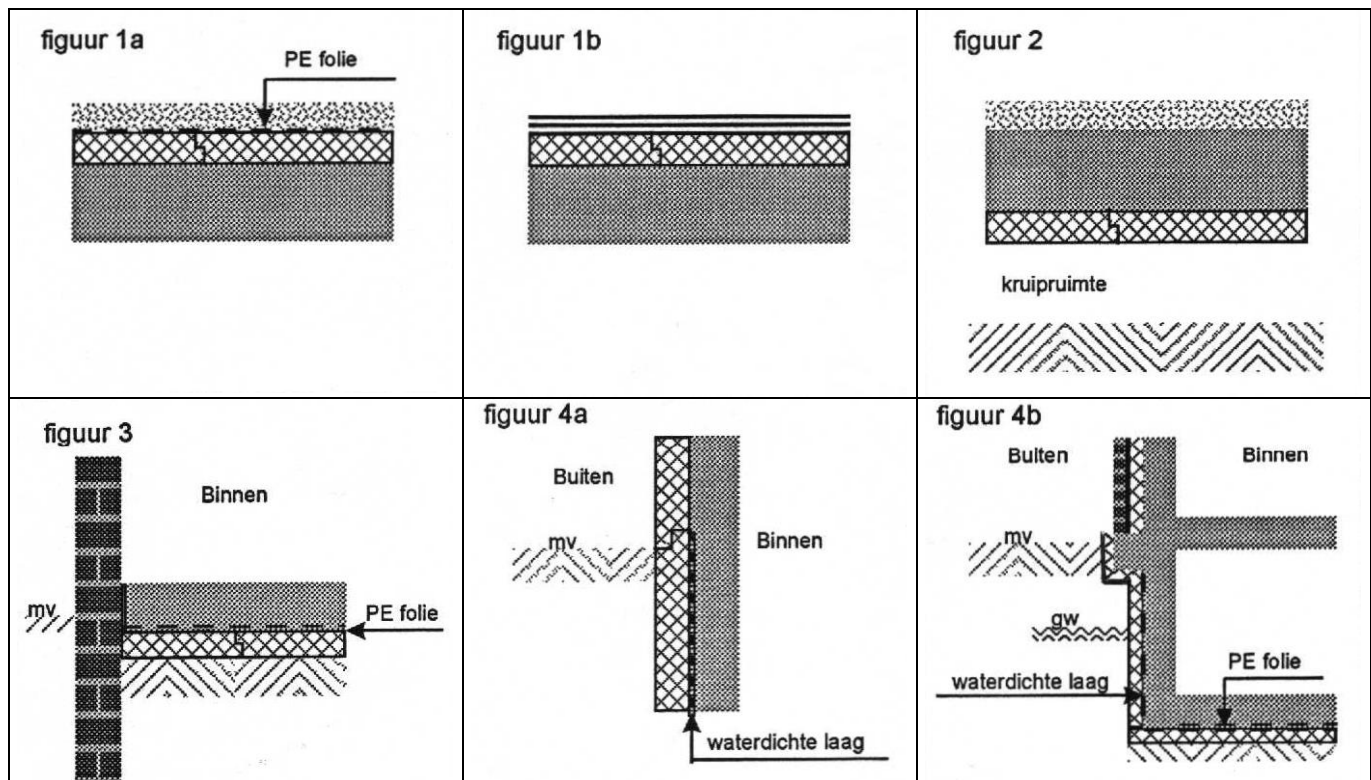 figuur 1a
PE folie
figuur 1b
figuur 2
kruipruimte
figuur 3
Binnen
mv
PE folie
figuur 4a
Buiten
mv
Binnen
waterdichte laag
figuur 4b
Buiten
Binnen
mv
gw
PE folie
waterdichte laag